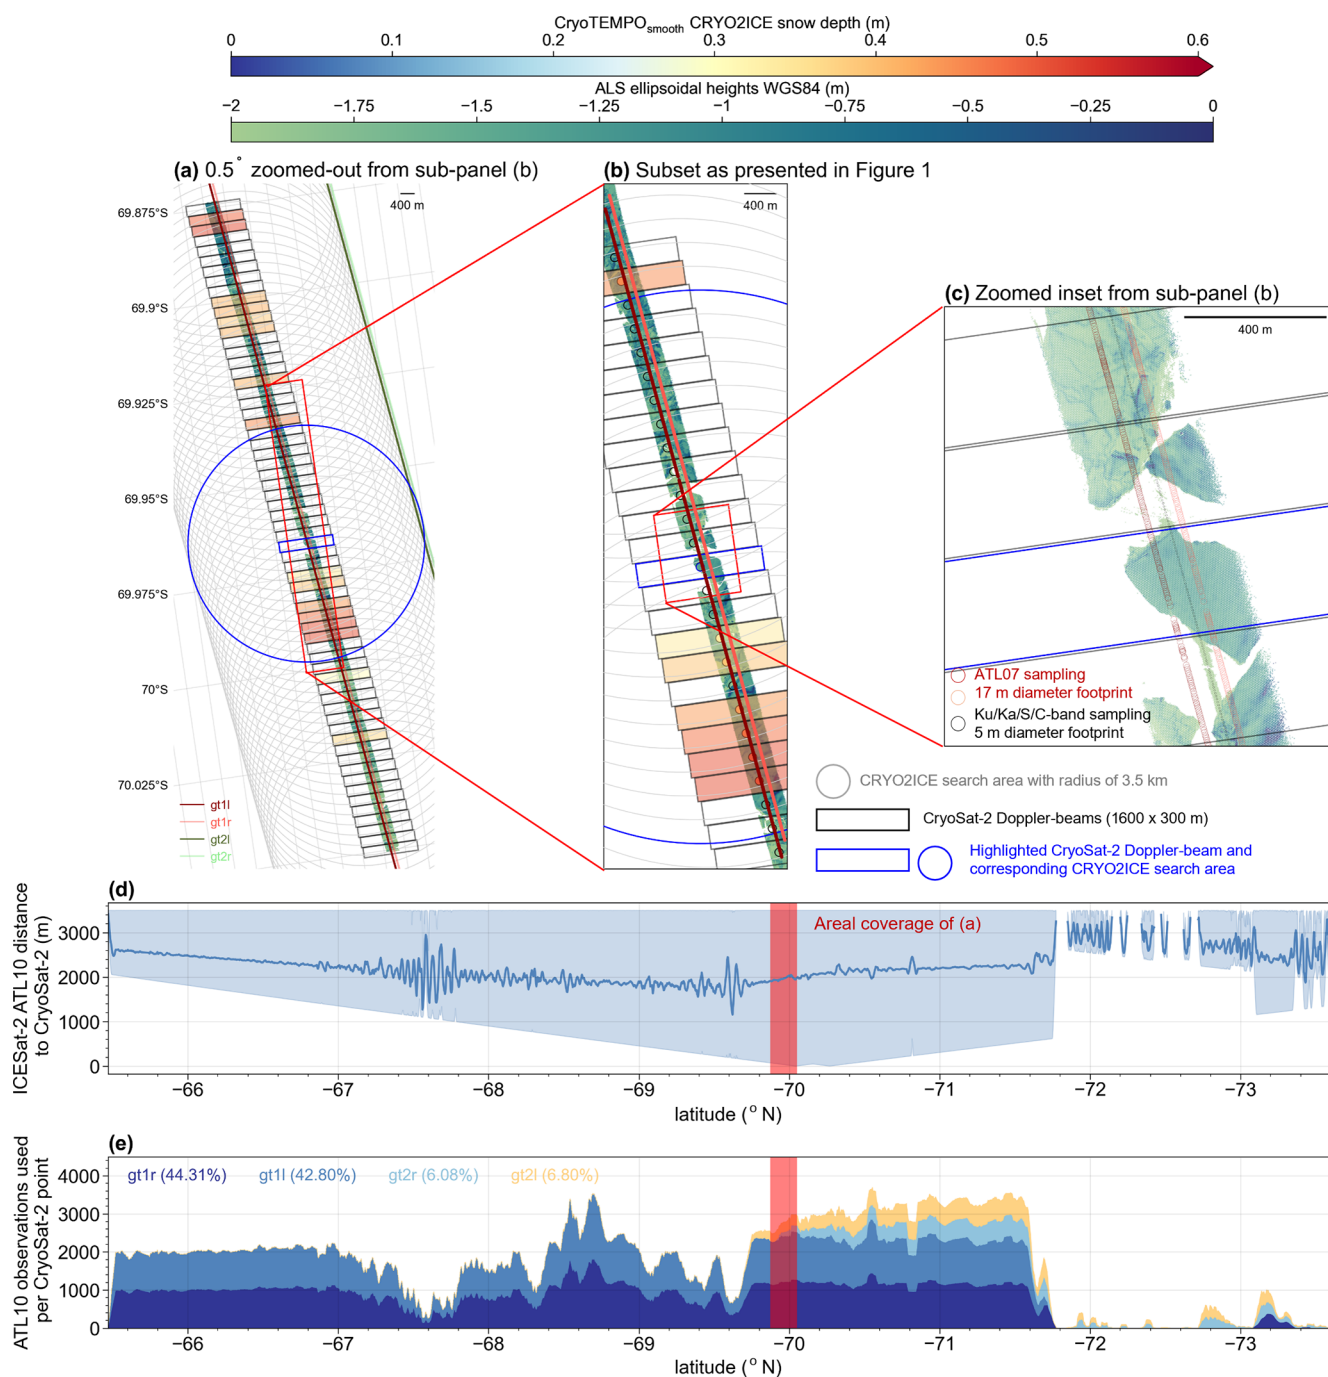 CryoTEMPOsmooth CRYO2ICE snow depth (m)
0 0.1 0.2 0.3 0.4 0.5 0.6
ALS ellipsoidal heights WGS84 (m)
−2 −1.75 −1.5 −1.25 −1 −0.75 −0.5 −0.25 0
(a) 0.5° zoomed-out from sub-panel (b)
400 m
69.875°S
69.9°S
69.925°S
69.95°S
69.975°S
70°S
70.025°S
gt1l
gt1r
gt2l
gt2r
(b) Subset as presented in Figure 1
400 m
(c) Zoomed inset from sub-panel (b)
400 m
ATL07 sampling
17 m diameter footprint
Ku/Ka/S/C-band sampling
5 m diameter footprint
CRYO2ICE search area with radius of 3.5 km
CryoSat-2 Doppler-beams (1600 x 300 m)
Highlighted CryoSat-2 Doppler-beam and
corresponding CRYO2ICE search area
(d)
ICESat-2 ATL10 distance
to CryoSat-2 (m)
3000
2000
1000
0
Areal coverage of (a)
−66 −67 −68 −69 −70 −71 −72 −73
latitude (° N)
(e)
ATL10 observations used
per CryoSat-2 point
4000
3000
2000
1000
0
gt1r (44.31%) gt1l (42.80%) gt2r (6.08%) gt2l (6.80%)
−66 −67 −68 −69 −70 −71 −72 −73
latitude (° N)